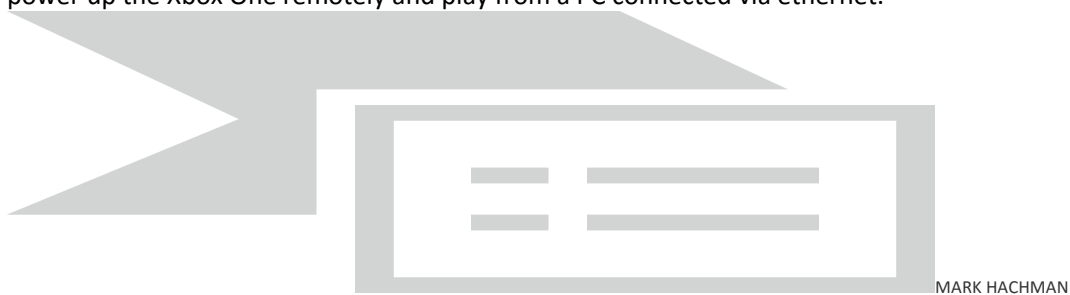 power up the Xbox One remotely and play from a PC connected via ethernet.
MARK HACHMAN